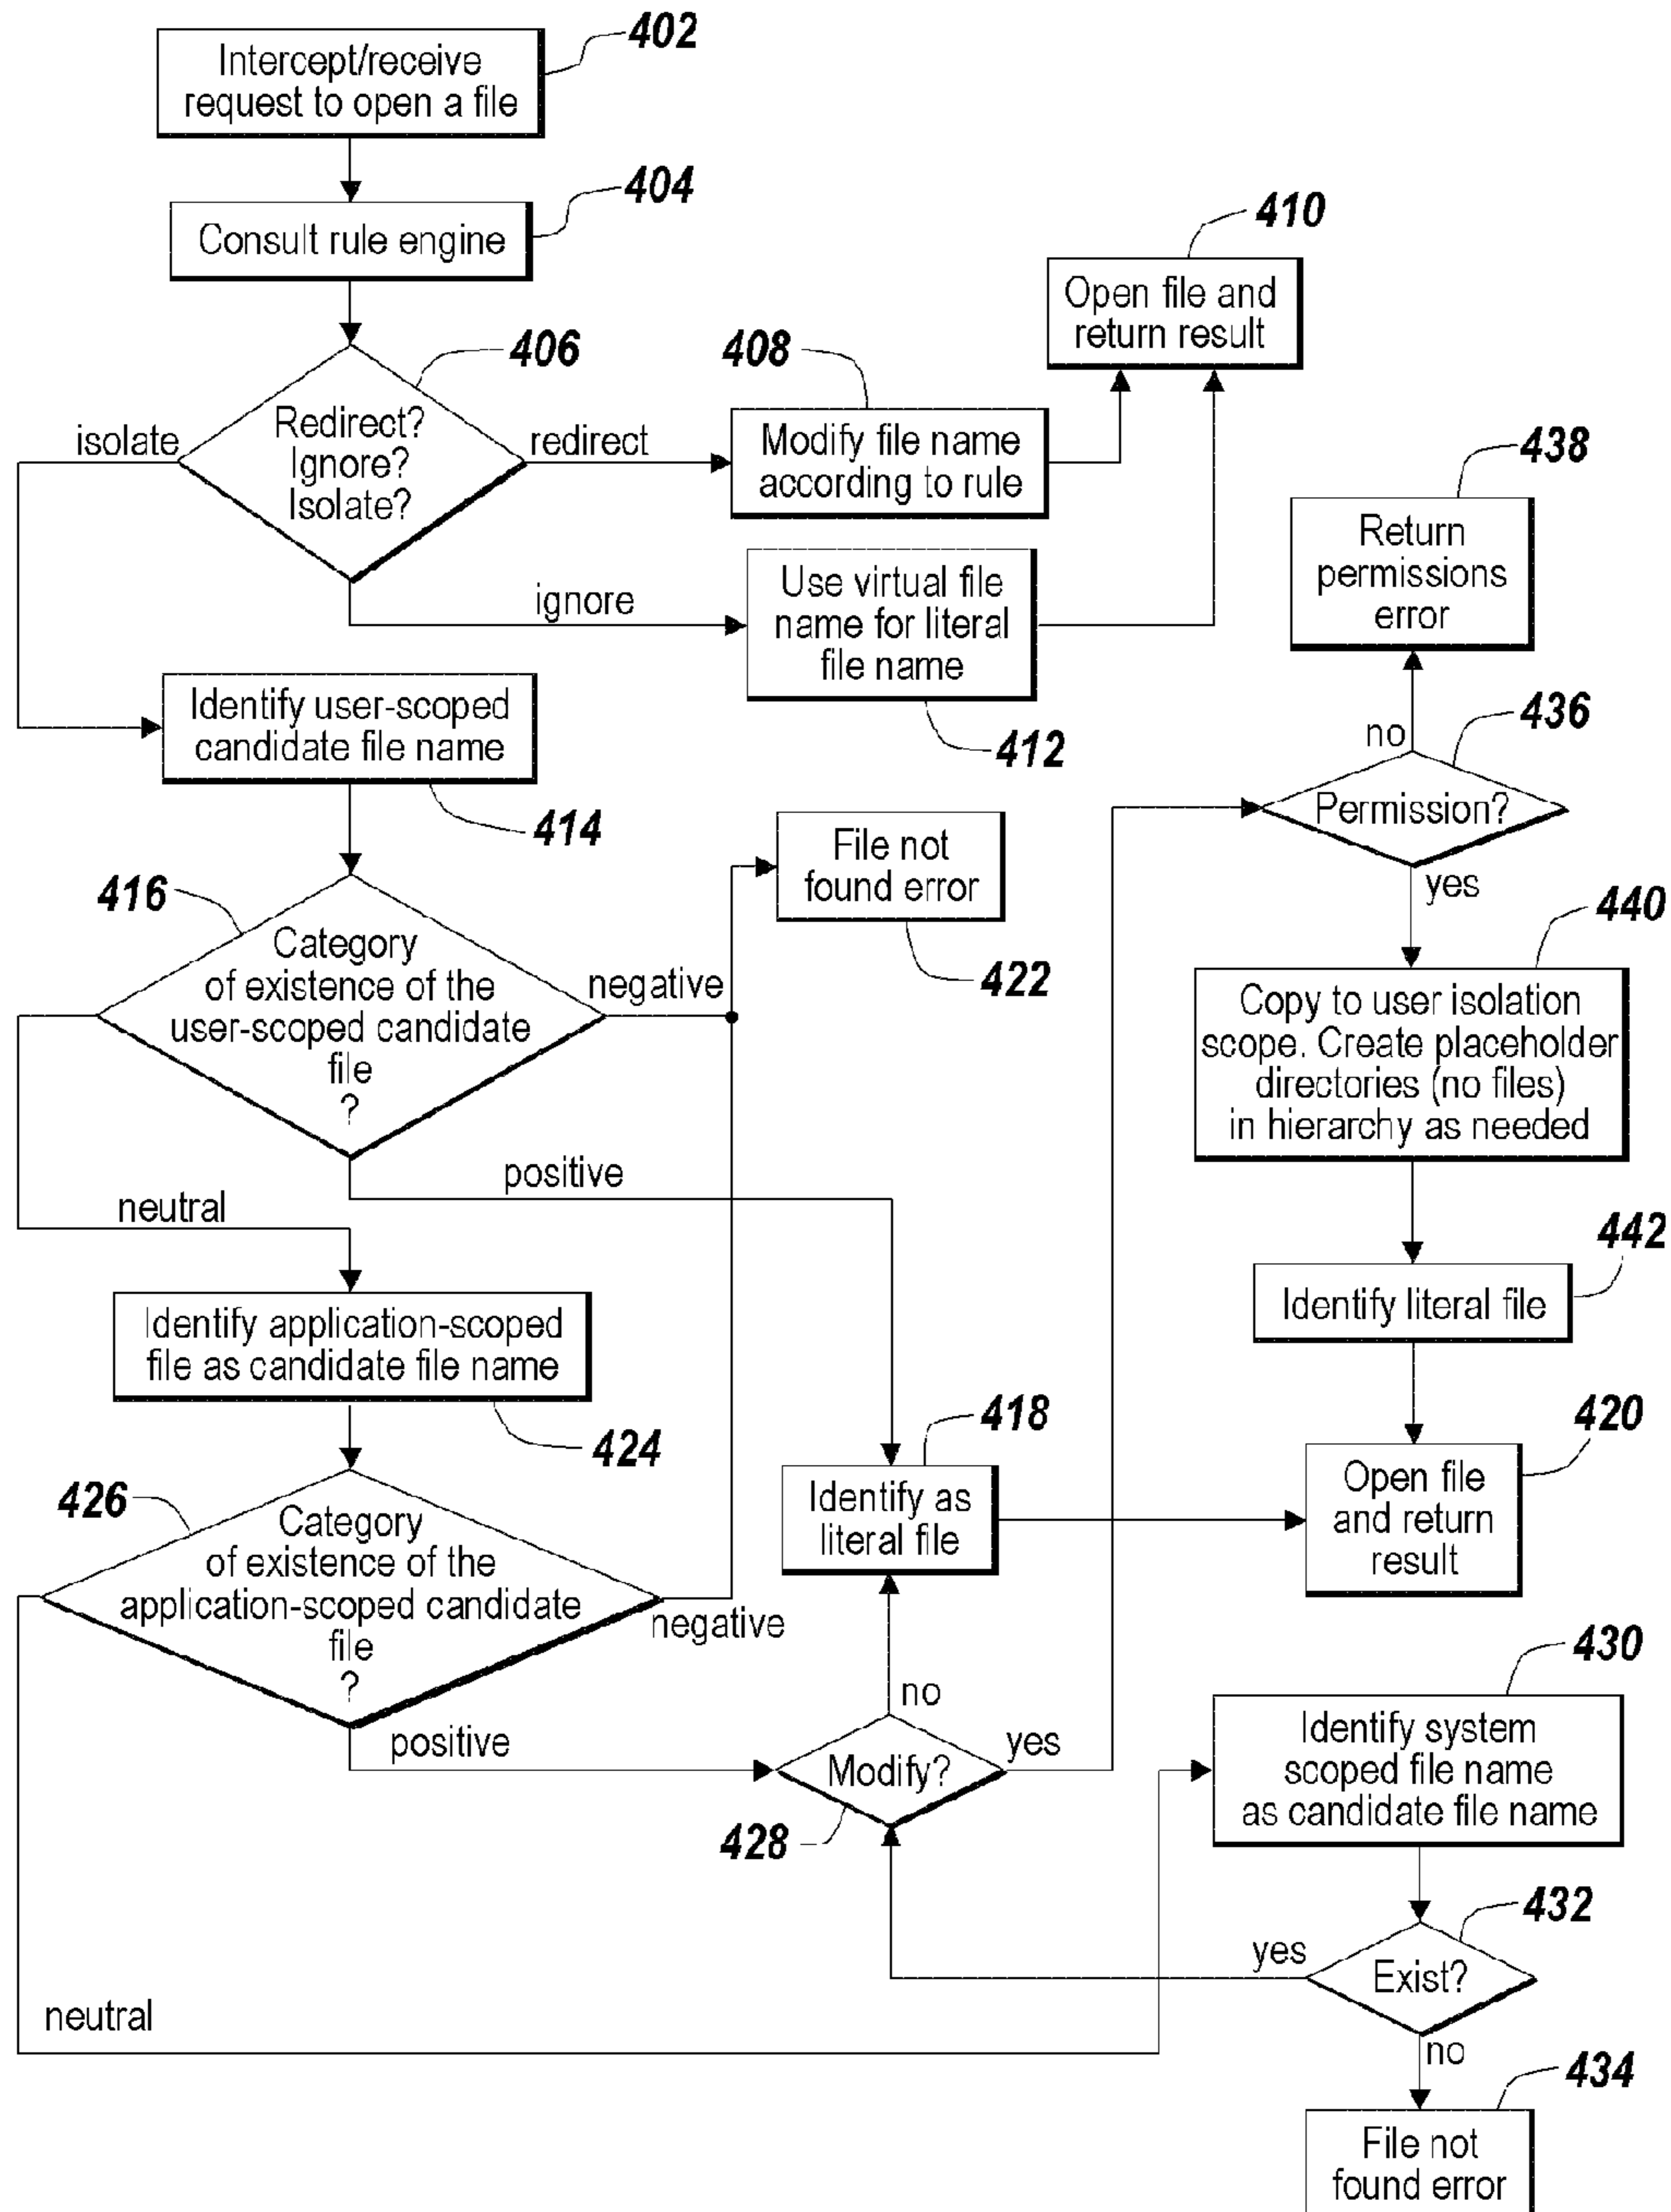 402
Intercept/receive
request to open a file
404
Consult rule engine
410
Open file and
return result
406
Redirect?
Ignore?
Isolate?
isolate
redirect
ignore
408
Modify file name
according to rule
Use virtual file
name for literal
file name
412
438
Return
permissions
error
436
no
Permission?
yes
Identify user-scoped
candidate file name
414
File not
found error
422
416
Category
of existence of the
user-scoped candidate
file
?
negative
positive
neutral
440
Copy to user isolation
scope. Create placeholder
directories (no files)
in hierarchy as needed
442
Identify literal file
Identify application-scoped
file as candidate file name
424
418
Identify as
literal file
420
Open file
and return
result
426
Category
of existence of the
application-scoped candidate
file
?
negative
positive
neutral
no
Modify?
yes
428
430
Identify system
scoped file name
as candidate file name
432
yes
Exist?
no
434
File not
found error